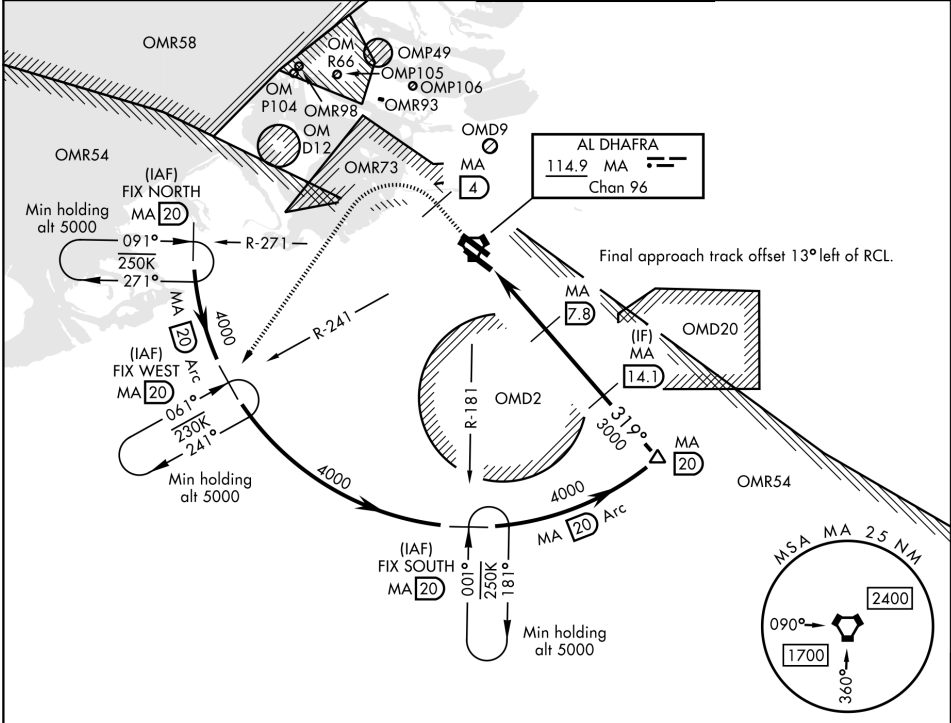 OMR58
OM
R66
OMP49
OMP105
OMP106
OM
P104
OMR98
OMR93
OM
D12
OMD9
OMR54
OMR73
MA
4
AL DHAFRA
114.9 MA
Chan 96
(IAF)
FIX NORTH
MA 20
Min holding
alt 5000
091°
250K
271°
R-271
Final approach track offset 13° left of RCL.
MA 20 Arc
4000
R-241
MA
7.8
OMD20
(IF)
MA
14.1
(IAF)
FIX WEST
MA 20
061°
230K
241°
Min holding
alt 5000
R-181
OMD2
319°
3000
MA
20
4000
4000
MA 20 Arc
OMR54
(IAF)
FIX SOUTH
MA 20
001°
250K
181°
Min holding
alt 5000
MSA MA 25 NM
2400
090°
1700
360°